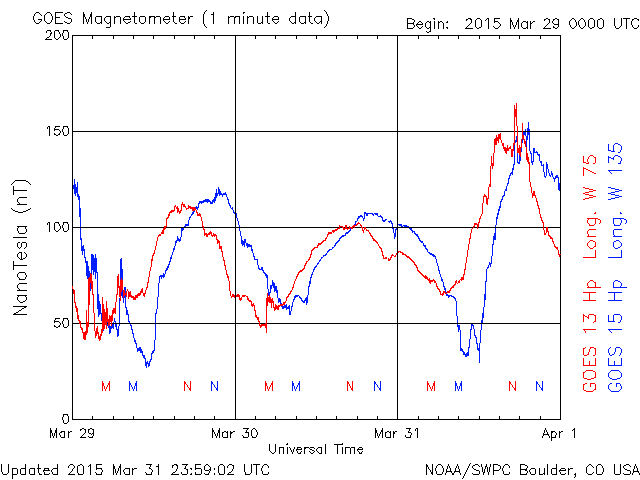 GOES Magnetometer (1 minute data)
Begin: 2015 Mar 29 0000 UTC
200
150
100
50
0
NanoTesla (nT)
M M N N M M N N M M N N
Mar 29 Mar 30 Mar 31 Apr 1
Universal Time
GOES 13 Hp Long. W 75
GOES 15 Hp Long. W 135
Updated 2015 Mar 31 23:59:02 UTC
NOAA/SWPC Boulder, CO USA